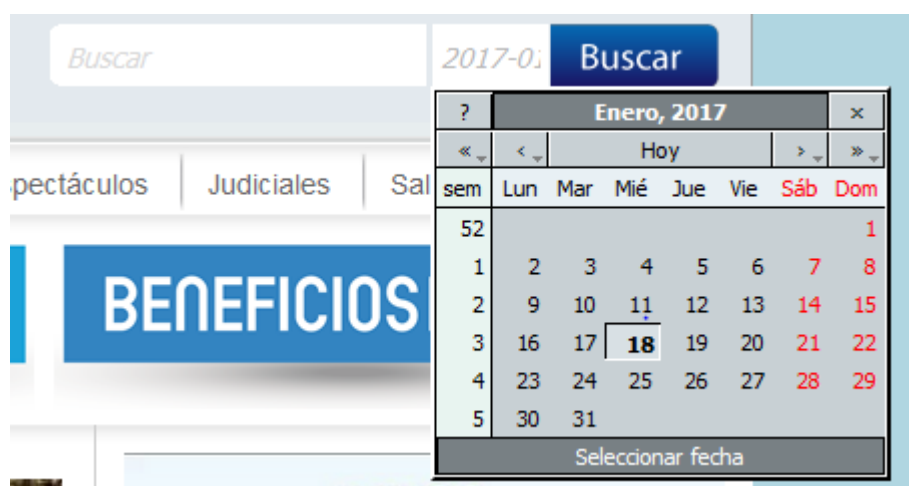 Buscar 2017-01 Buscar
? Enero, 2017 ×
« ‹ Hoy › »
pectáculos Judiciales Sal
sem Lun Mar Mié Jue Vie Sáb Dom
52 1
1 2 3 4 5 6 7 8
BENEFICIOS
2 9 10 11 12 13 14 15
3 16 17 18 19 20 21 22
4 23 24 25 26 27 28 29
5 30 31
Seleccionar fecha